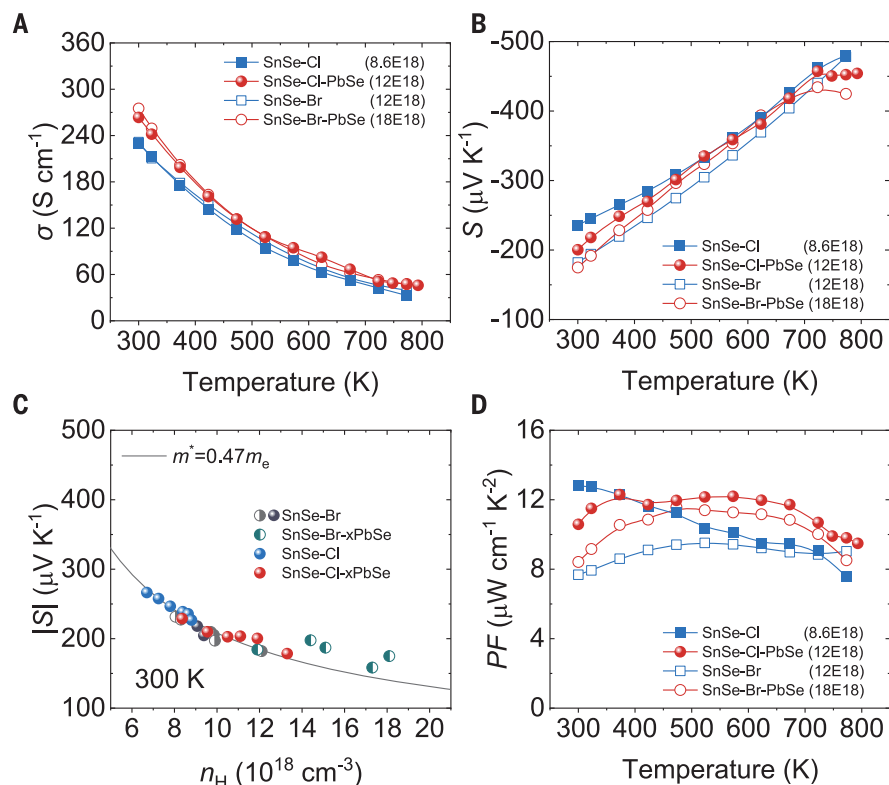 A
σ (S cm⁻¹)
360
300
240
180
120
60
0
SnSe-Cl (8.6E18)
SnSe-Cl-PbSe (12E18)
SnSe-Br (12E18)
SnSe-Br-PbSe (18E18)
300 400 500 600 700 800
Temperature (K)
B
S (μV K⁻¹)
-500
-400
-300
-200
-100
SnSe-Cl (8.6E18)
SnSe-Cl-PbSe (12E18)
SnSe-Br (12E18)
SnSe-Br-PbSe (18E18)
300 400 500 600 700 800
Temperature (K)
C
|S| (μV K⁻¹)
500
400
300
200
100
m*=0.47mₑ
SnSe-Br
SnSe-Br-xPbSe
SnSe-Cl
SnSe-Cl-xPbSe
300 K
6 8 10 12 14 16 18 20
n_H (10¹⁸ cm⁻³)
D
PF (μW cm⁻¹ K⁻²)
16
12
8
4
0
SnSe-Cl (8.6E18)
SnSe-Cl-PbSe (12E18)
SnSe-Br (12E18)
SnSe-Br-PbSe (18E18)
300 400 500 600 700 800
Temperature (K)